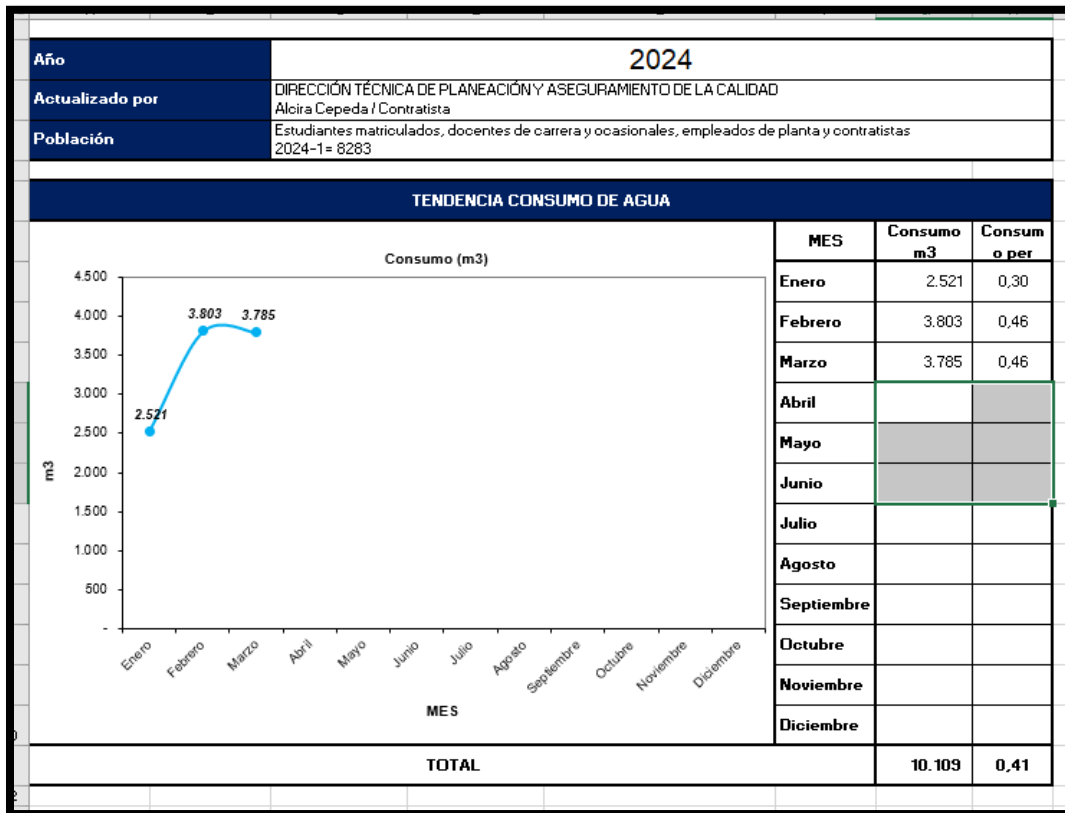 Año 2024
Actualizado por
DIRECCIÓN TÉCNICA DE PLANEACIÓN Y ASEGURAMIENTO DE LA CALIDAD
Alcira Cepeda / Contratista
Población
Estudiantes matriculados, docentes de carrera y ocasionales, empleados de planta y contratistas
2024-1= 8283
TENDENCIA CONSUMO DE AGUA
Consumo (m3)
4.500
4.000
3.500
3.000
2.500
2.000
1.500
1.000
500
-
m3
2.521
3.803
3.785
Enero
Febrero
Marzo
Abril
Mayo
Junio
Julio
Agosto
Septiembre
Octubre
Noviembre
Diciembre
MES
MES
Consumo
m3
Consum
o per
Enero 2.521 0,30
Febrero 3.803 0,46
Marzo 3.785 0,46
Abril
Mayo
Junio
Julio
Agosto
Septiembre
Octubre
Noviembre
Diciembre
TOTAL 10.109 0,41